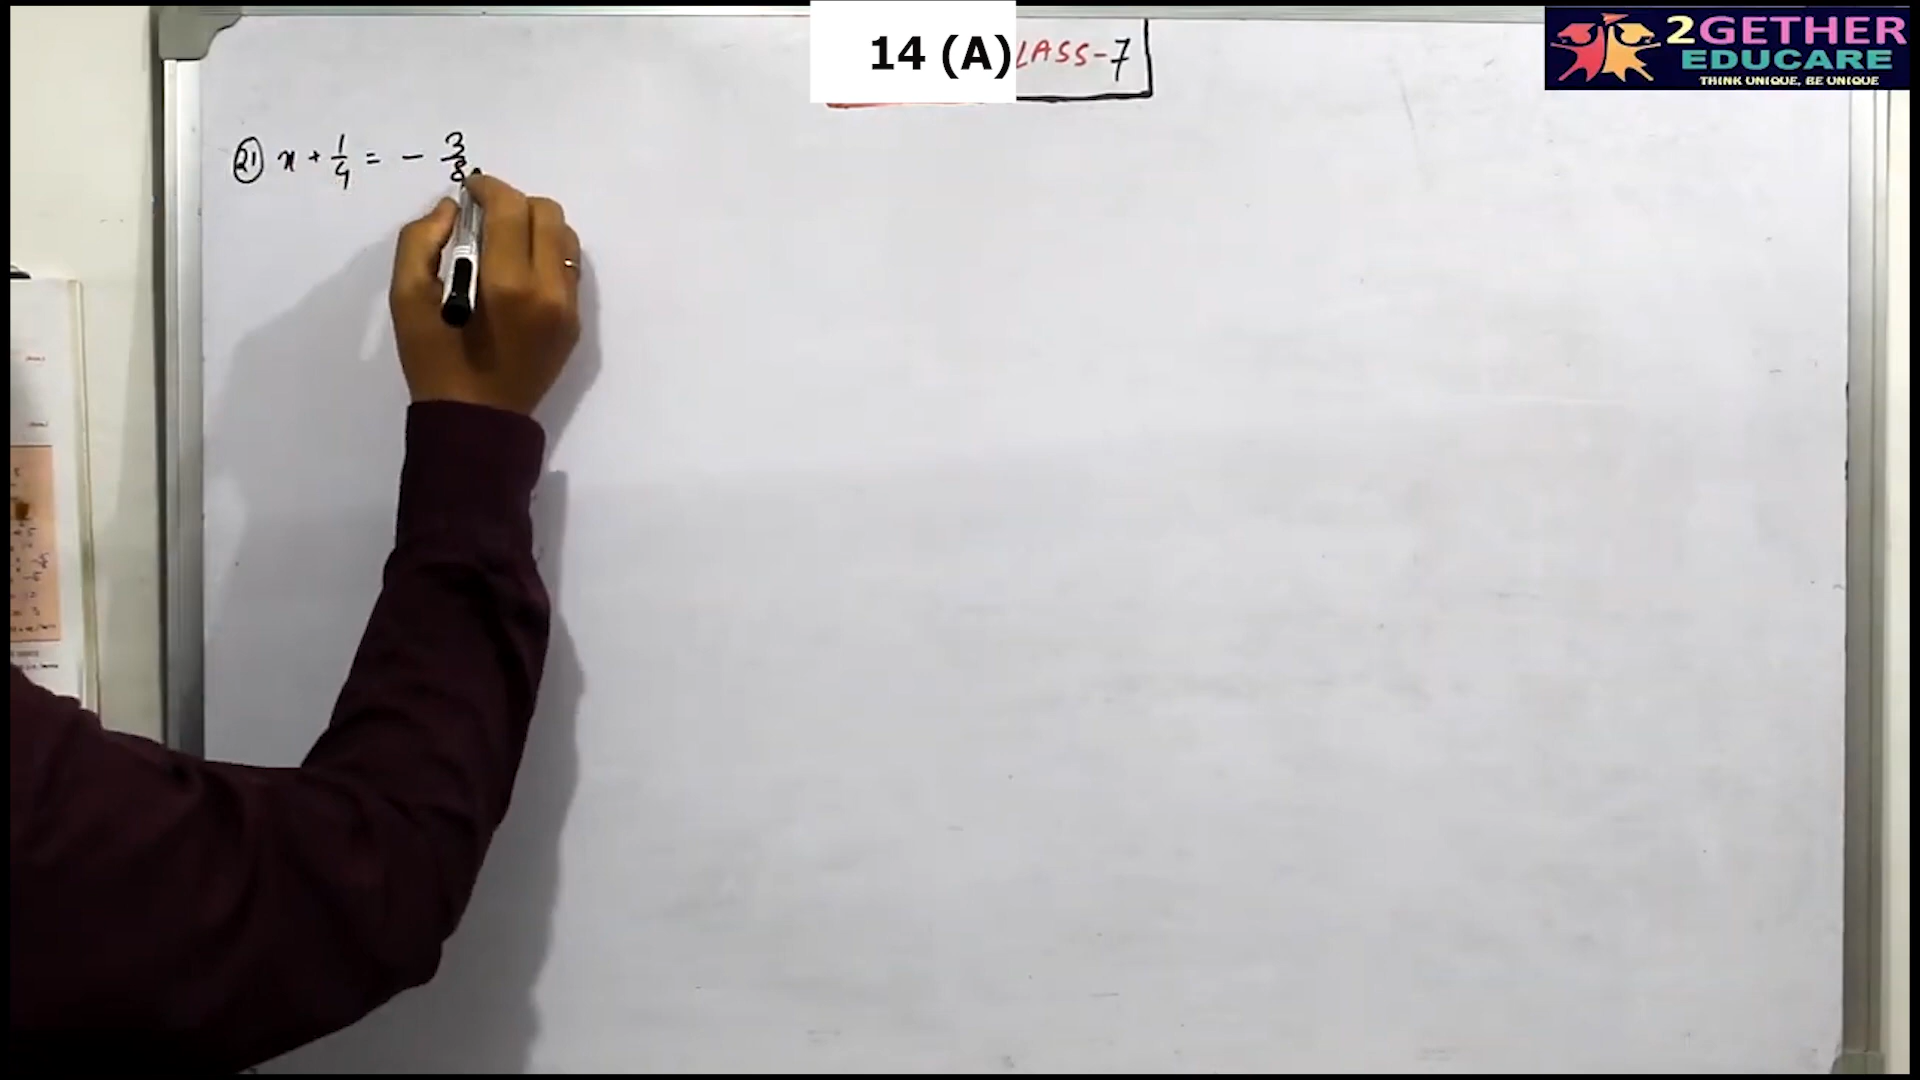 14 (A) LASS-7
2GETHER
EDUCARE
THINK UNIQUE, BE UNIQUE
21 x + 1/4 = - 3/8